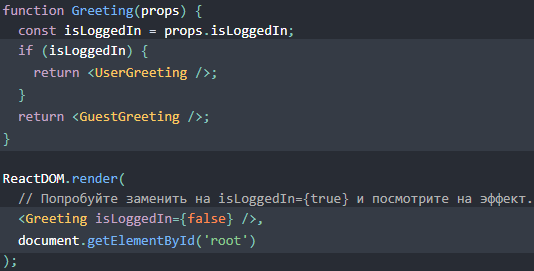 function Greeting(props) {
  const isLoggedIn = props.isLoggedIn;
  if (isLoggedIn) {
    return <UserGreeting />;
  }
  return <GuestGreeting />;
}

ReactDOM.render(
  // Попробуйте заменить на isLoggedIn={true} и посмотрите на эффект.
  <Greeting isLoggedIn={false} />,
  document.getElementById('root')
);